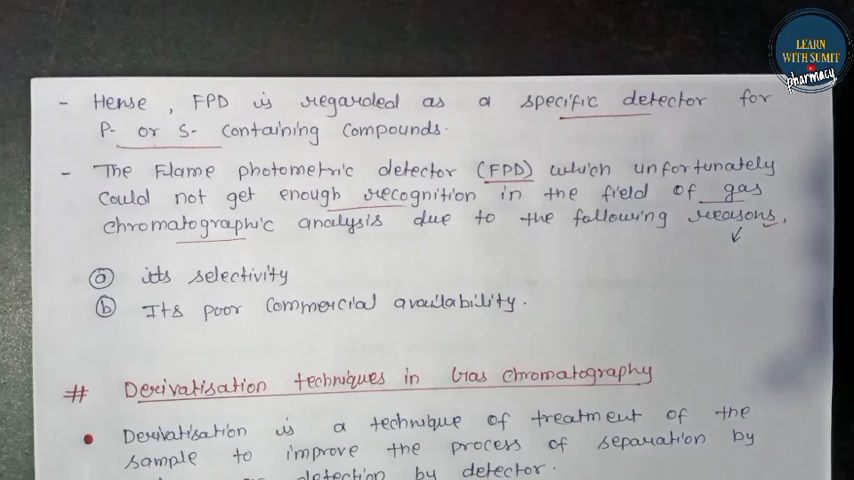 LEARN
WITH SUMIT
pharmacy
- Hense, FPD is regarded as a specific detector for
P- or S- containing compounds.
- The Flame photometric detector (FPD) which unfortunately
could not get enough recognition in the field of gas
chromatographic analysis due to the following reasons.
(a) its selectivity
(b) Its poor commercial availability.
# Derivatisation techniques in Gas chromatography
• Derivatisation is a technique of treatment of the
sample to improve the process of separation by
detection by detector.